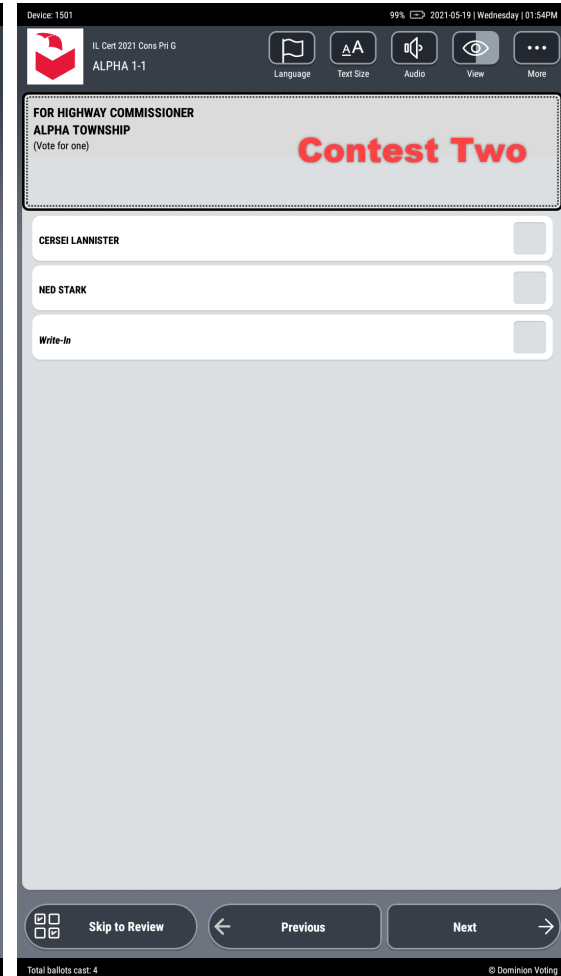 Device: 1501 99% 2021-05-19 | Wednesday | 01:54PM
IL Cert 2021 Cons Pri G
ALPHA 1-1
Language Text Size Audio View More
FOR HIGHWAY COMMISSIONER
ALPHA TOWNSHIP
(Vote for one)
Contest Two
CERSEI LANNISTER
NED STARK
Write-In
Skip to Review Previous Next
Total ballots cast: 4 © Dominion Voting